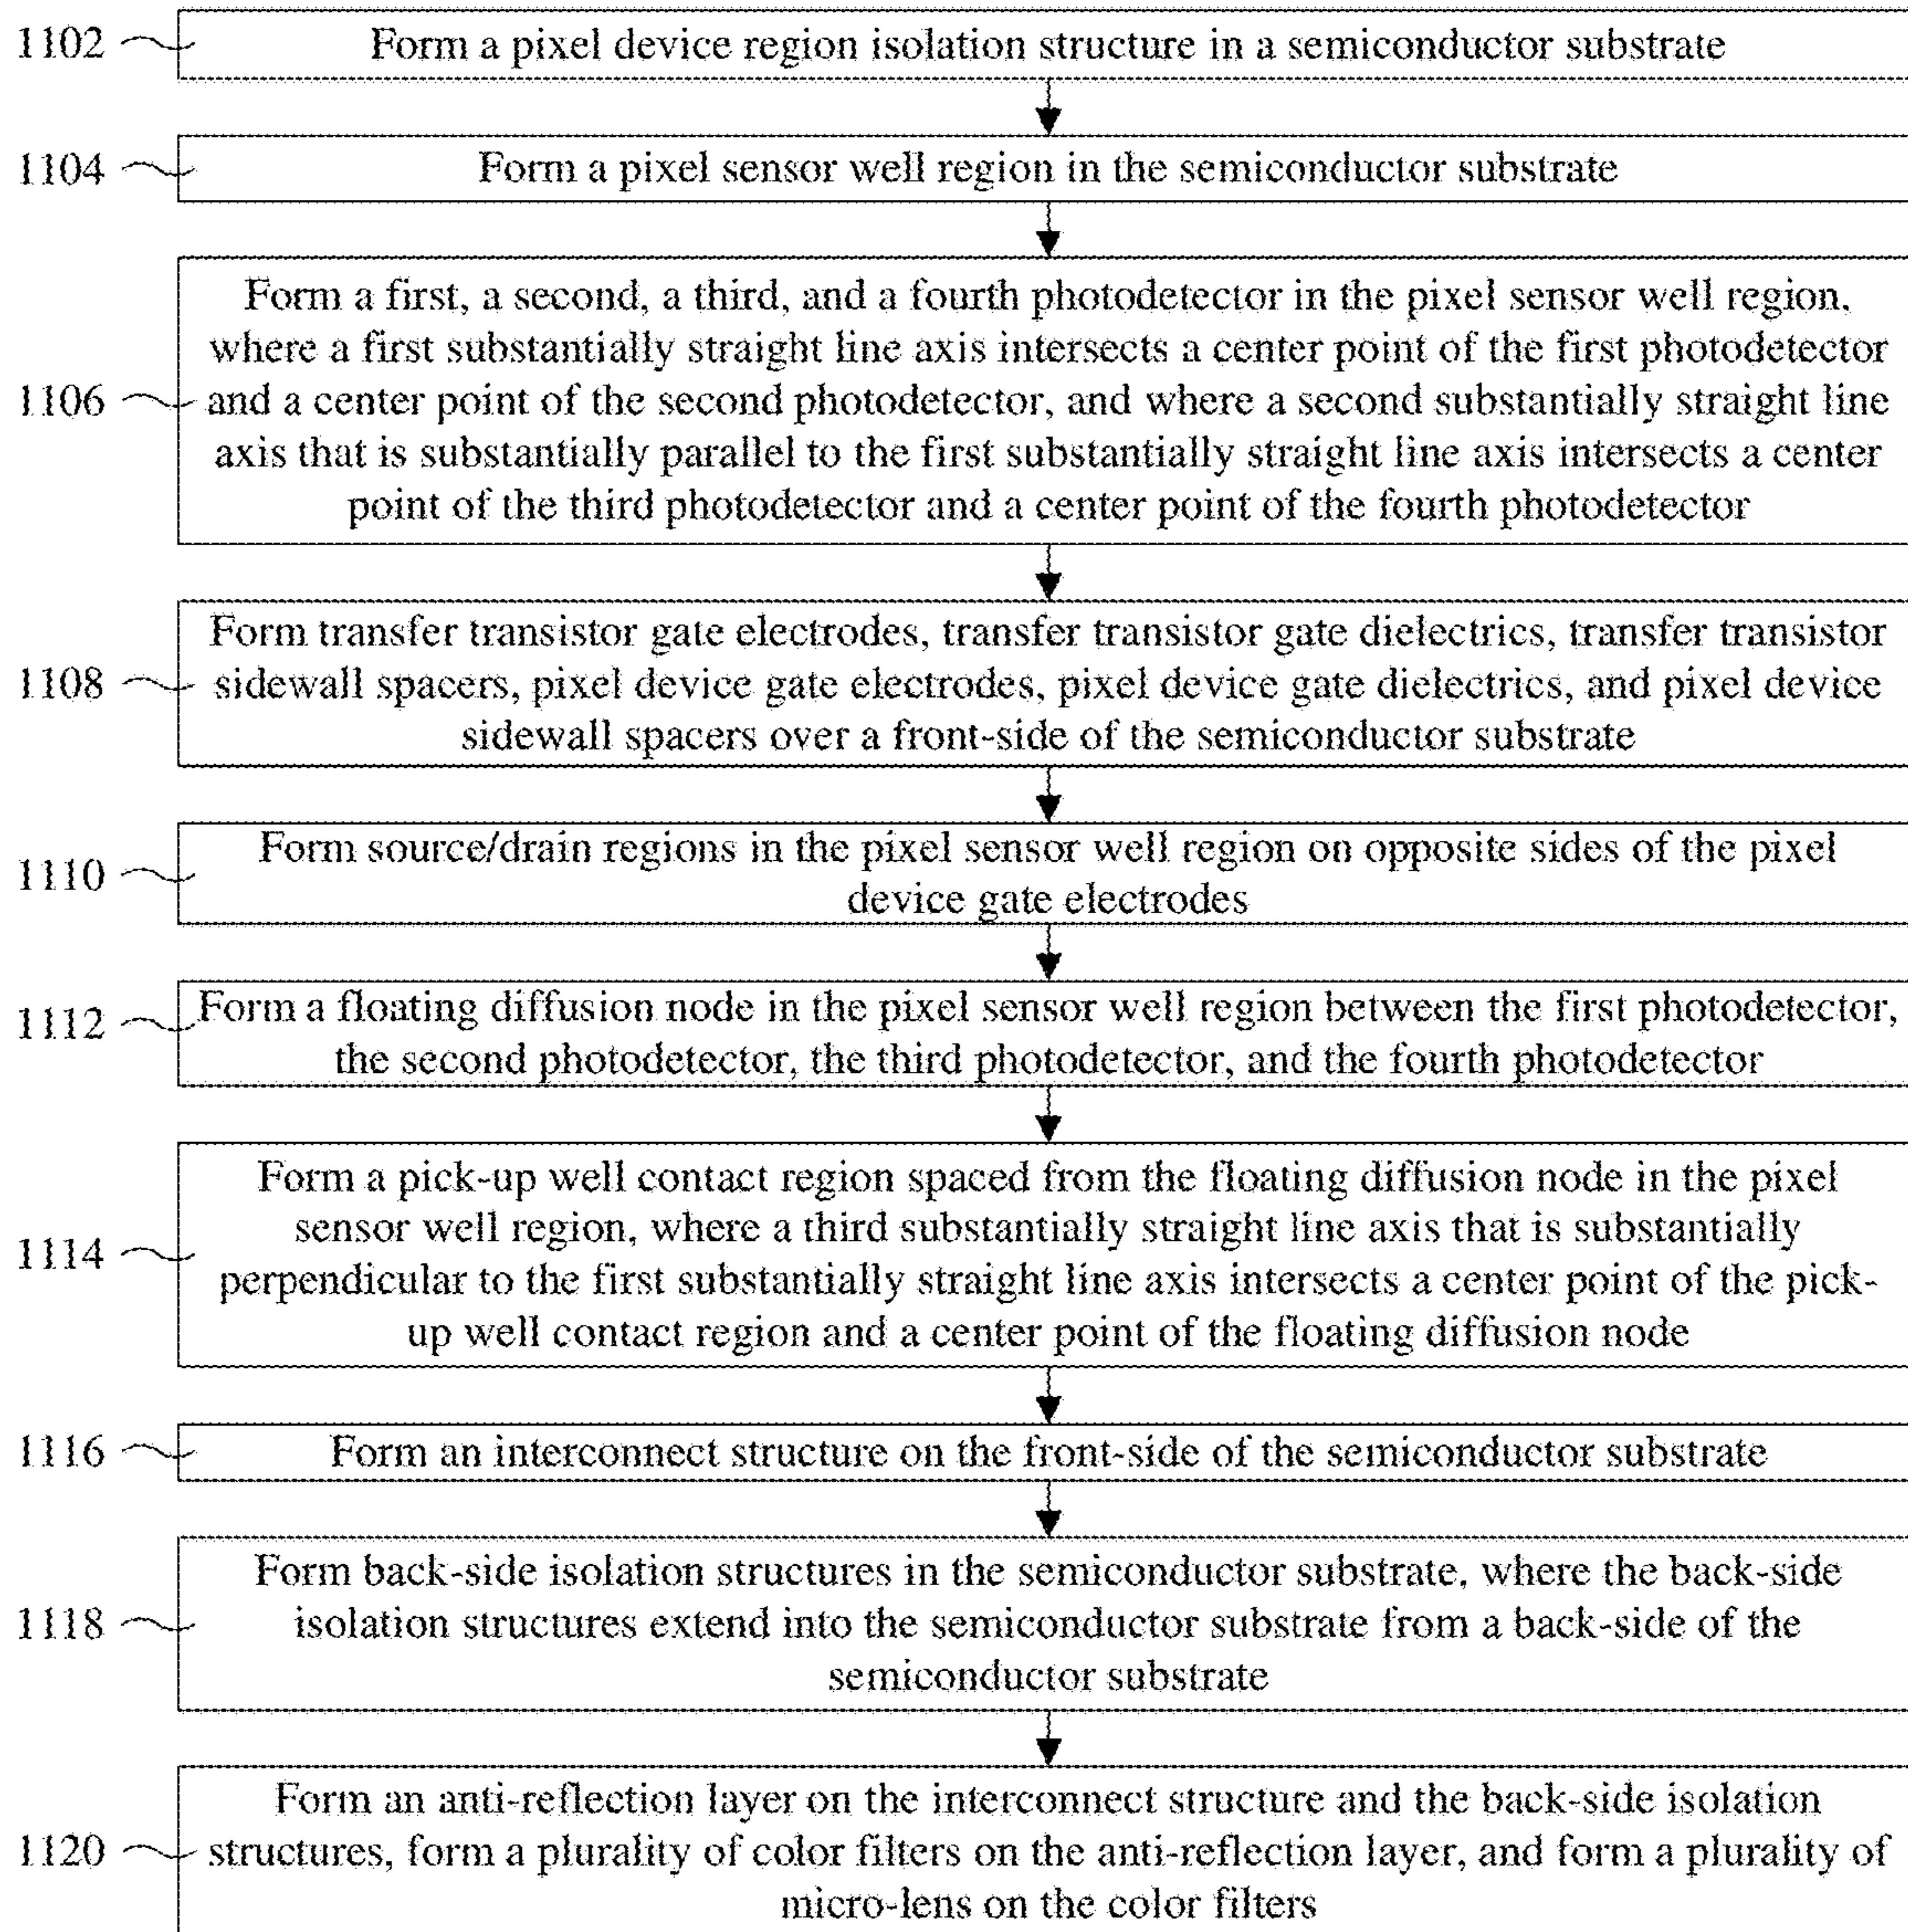 1102 Form a pixel device region isolation structure in a semiconductor substrate
1104 Form a pixel sensor well region in the semiconductor substrate
Form a first, a second, a third, and a fourth photodetector in the pixel sensor well region,
where a first substantially straight line axis intersects a center point of the first photodetector
1106 and a center point of the second photodetector, and where a second substantially straight line
axis that is substantially parallel to the first substantially straight line axis intersects a center
point of the third photodetector and a center point of the fourth photodetector
Form transfer transistor gate electrodes, transfer transistor gate dielectrics, transfer transistor
1108 sidewall spacers, pixel device gate electrodes, pixel device gate dielectrics, and pixel device
sidewall spacers over a front-side of the semiconductor substrate
1110 Form source/drain regions in the pixel sensor well region on opposite sides of the pixel
device gate electrodes
1112 Form a floating diffusion node in the pixel sensor well region between the first photodetector,
the second photodetector, the third photodetector, and the fourth photodetector
Form a pick-up well contact region spaced from the floating diffusion node in the pixel
1114 sensor well region, where a third substantially straight line axis that is substantially
perpendicular to the first substantially straight line axis intersects a center point of the pick-
up well contact region and a center point of the floating diffusion node
1116 Form an interconnect structure on the front-side of the semiconductor substrate
Form back-side isolation structures in the semiconductor substrate, where the back-side
1118 isolation structures extend into the semiconductor substrate from a back-side of the
semiconductor substrate
Form an anti-reflection layer on the interconnect structure and the back-side isolation
1120 structures, form a plurality of color filters on the anti-reflection layer, and form a plurality of
micro-lens on the color filters